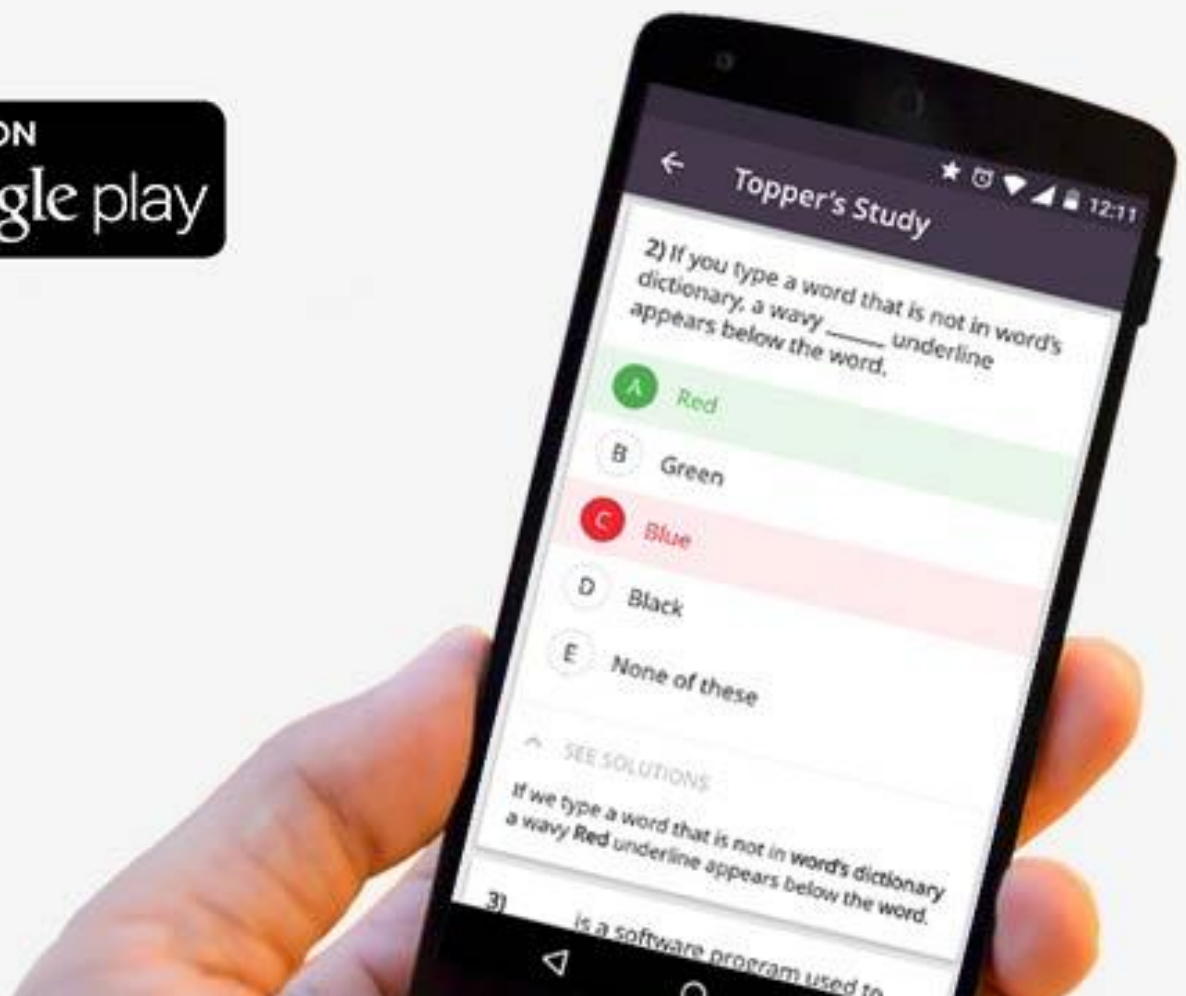 ON
gle play
12:11
Topper's Study
2) If you type a word that is not in word's
dictionary, a wavy _____ underline
appears below the word.
A Red
B Green
C Blue
D Black
E None of these
SEE SOLUTIONS
If we type a word that is not in word's dictionary
a wavy Red underline appears below the word.
3) _____ is a software program used to